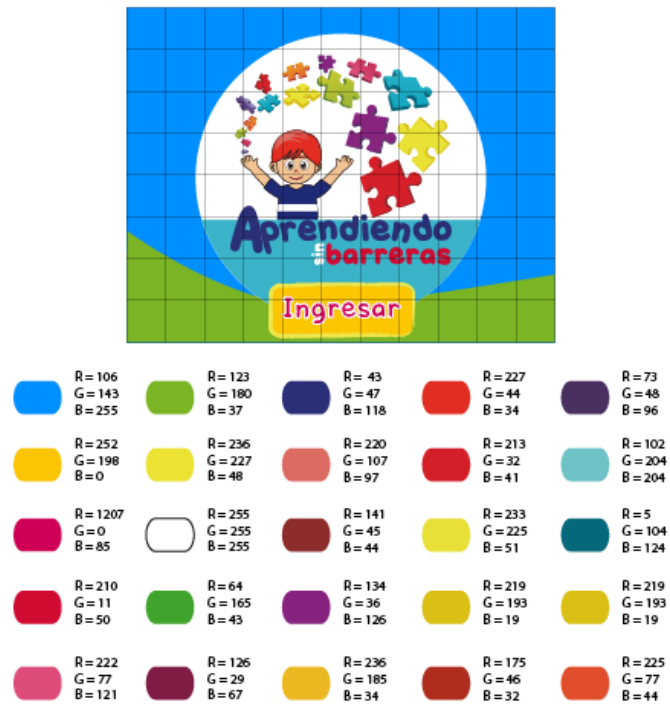 Aprendiendo
sin
barreras
Ingresar
R = 106
G = 143
B = 255
R = 123
G = 180
B = 37
R = 43
G = 47
B = 118
R = 227
G = 44
B = 34
R = 73
G = 48
B = 96
R = 252
G = 198
B = 0
R = 236
G = 227
B = 48
R = 220
G = 107
B = 97
R = 213
G = 32
B = 41
R = 102
G = 204
B = 204
R = 1207
G = 0
B = 85
R = 255
G = 255
B = 255
R = 141
G = 45
B = 44
R = 233
G = 225
B = 51
R = 5
G = 104
B = 124
R = 210
G = 11
B = 50
R = 64
G = 165
B = 43
R = 134
G = 36
B = 126
R = 219
G = 193
B = 19
R = 219
G = 193
B = 19
R = 222
G = 77
B = 121
R = 126
G = 29
B = 67
R = 236
G = 185
B = 34
R = 175
G = 46
B = 32
R = 225
G = 77
B = 44